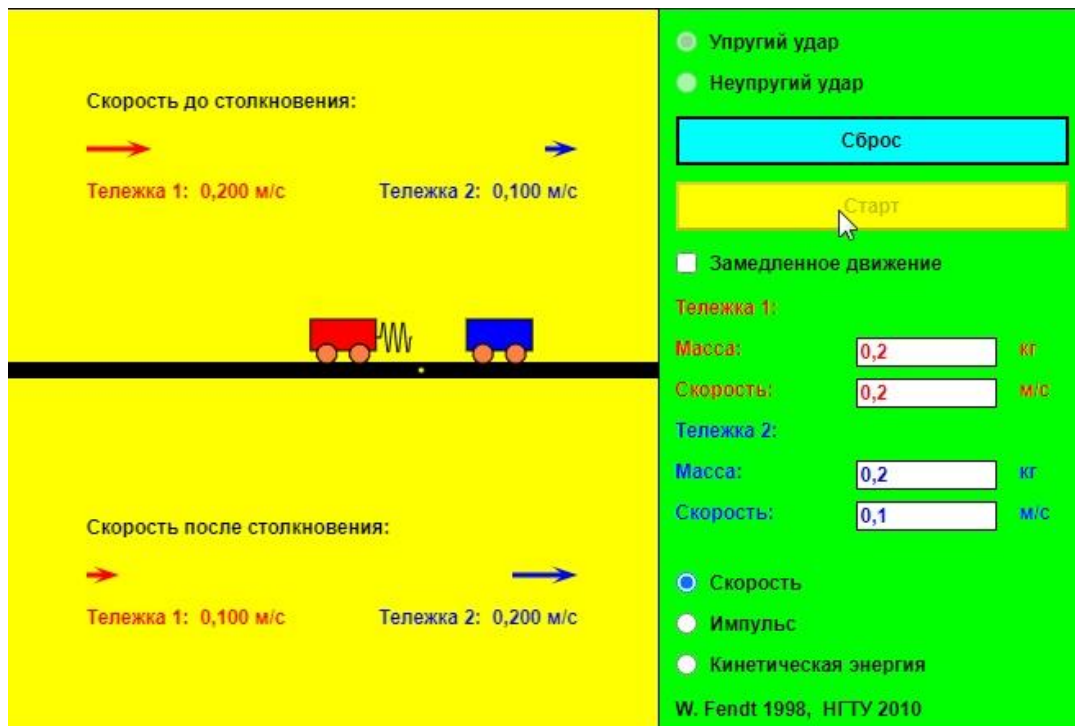 Скорость до столкновения:
Тележка 1: 0,200 м/с Тележка 2: 0,100 м/с
Скорость после столкновения:
Тележка 1: 0,100 м/с Тележка 2: 0,200 м/с
Упругий удар
Неупругий удар
Сброс
Старт
Замедленное движение
Тележка 1:
Масса: 0,2 кг
Скорость: 0,2 м/с
Тележка 2:
Масса: 0,2 кг
Скорость: 0,1 м/с
Скорость
Импульс
Кинетическая энергия
W. Fendt 1998, НГТУ 2010